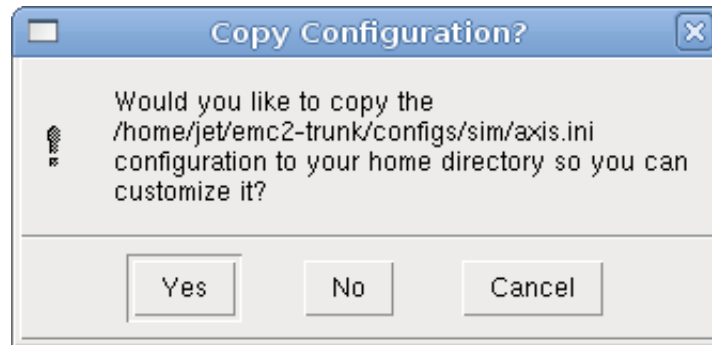 Copy Configuration?
Would you like to copy the
/home/jet/emc2-trunk/configs/sim/axis.ini
configuration to your home directory so you can
customize it?
Yes No Cancel